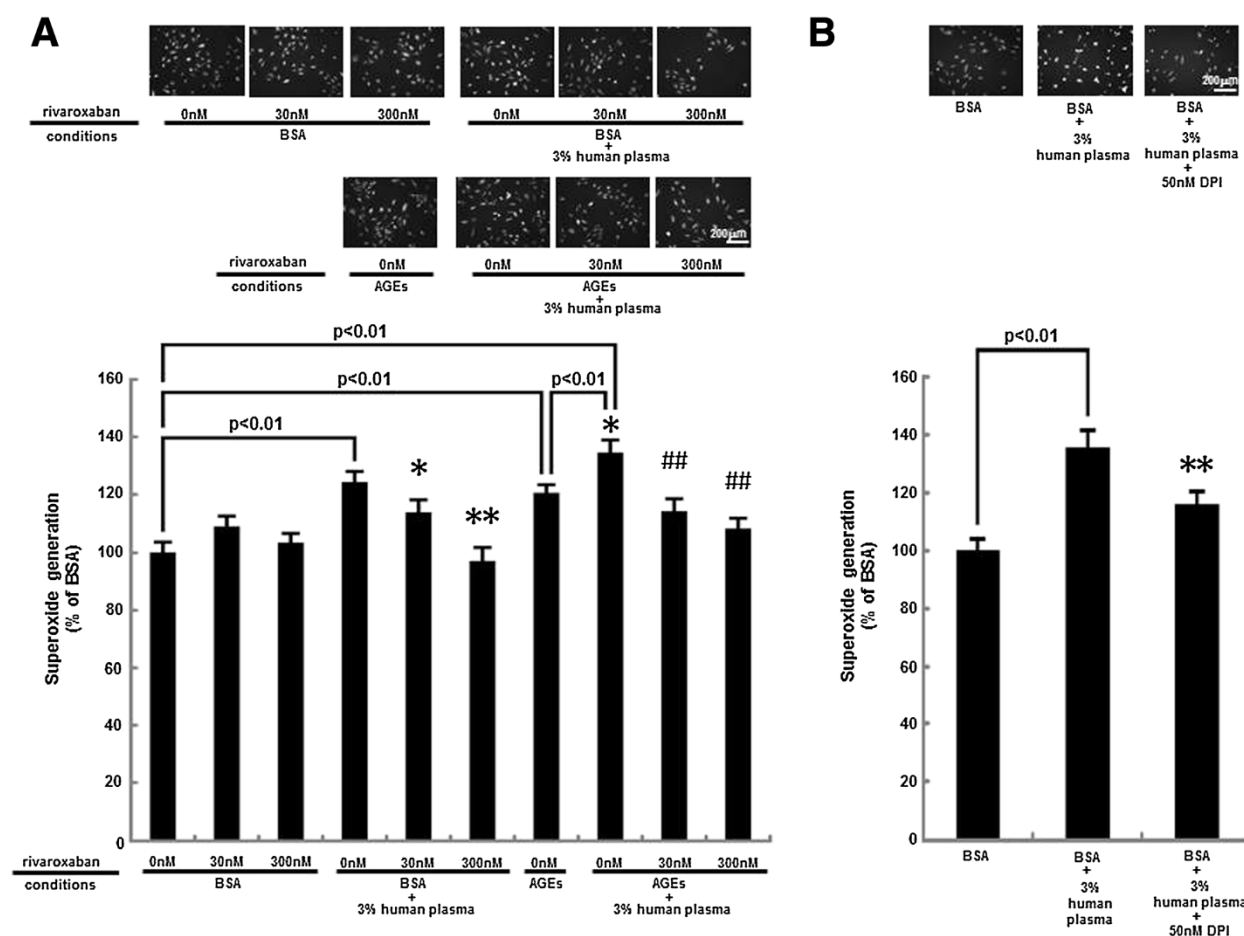 A
rivaroxaban 0nM 30nM 300nM 0nM 30nM 300nM
conditions BSA BSA
+
3% human plasma
200μm
rivaroxaban 0nM 0nM 30nM 300nM
conditions AGEs AGEs
+
3% human plasma
p<0.01
p<0.01 p<0.01
p<0.01
* ** * ## ##
Superoxide generation
(% of BSA)
160
140
120
100
80
60
40
20
0
rivaroxaban 0nM 30nM 300nM 0nM 30nM 300nM 0nM 0nM 30nM 300nM
conditions BSA BSA AGEs AGEs
+ +
3% human plasma 3% human plasma
B
200μm
BSA
BSA
+
3%
human plasma
BSA
+
3%
human plasma
+
50nM DPI
p<0.01
**
Superoxide generation
(% of BSA)
160
140
120
100
80
60
40
20
0
BSA
BSA
+
3%
human
plasma
BSA
+
3%
human plasma
+
50nM DPI